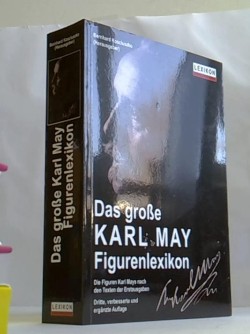 Das große Karl May
Figurenlexikon
LEXIKON
Bernhard Kosciuszko
(Herausgeber)
LEXIKON
Das große
KARL MAY
Figurenlexikon
Die Figuren Karl Mays nach
den Texten der Erstausgaben
Dritte, verbesserte und
ergänzte Auflage